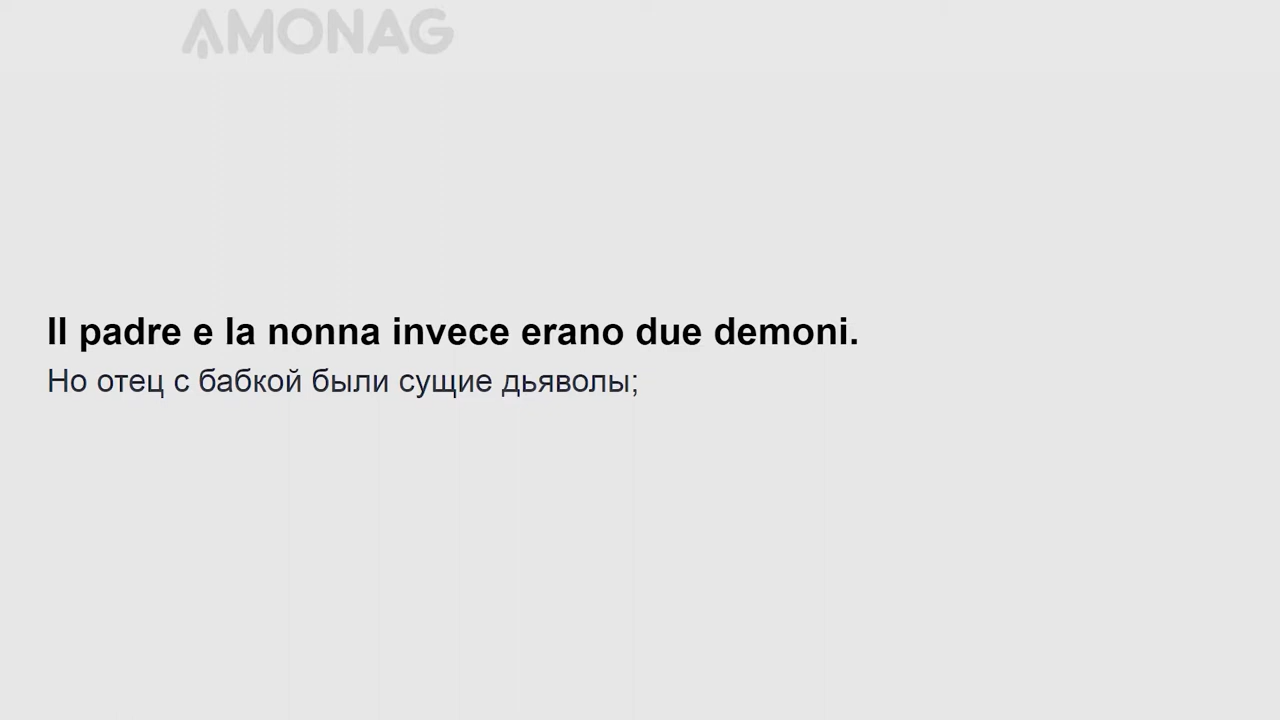 AMONAG
Il padre e la nonna invece erano due demoni.
Но отец с бабкой были сущие дьяволы;